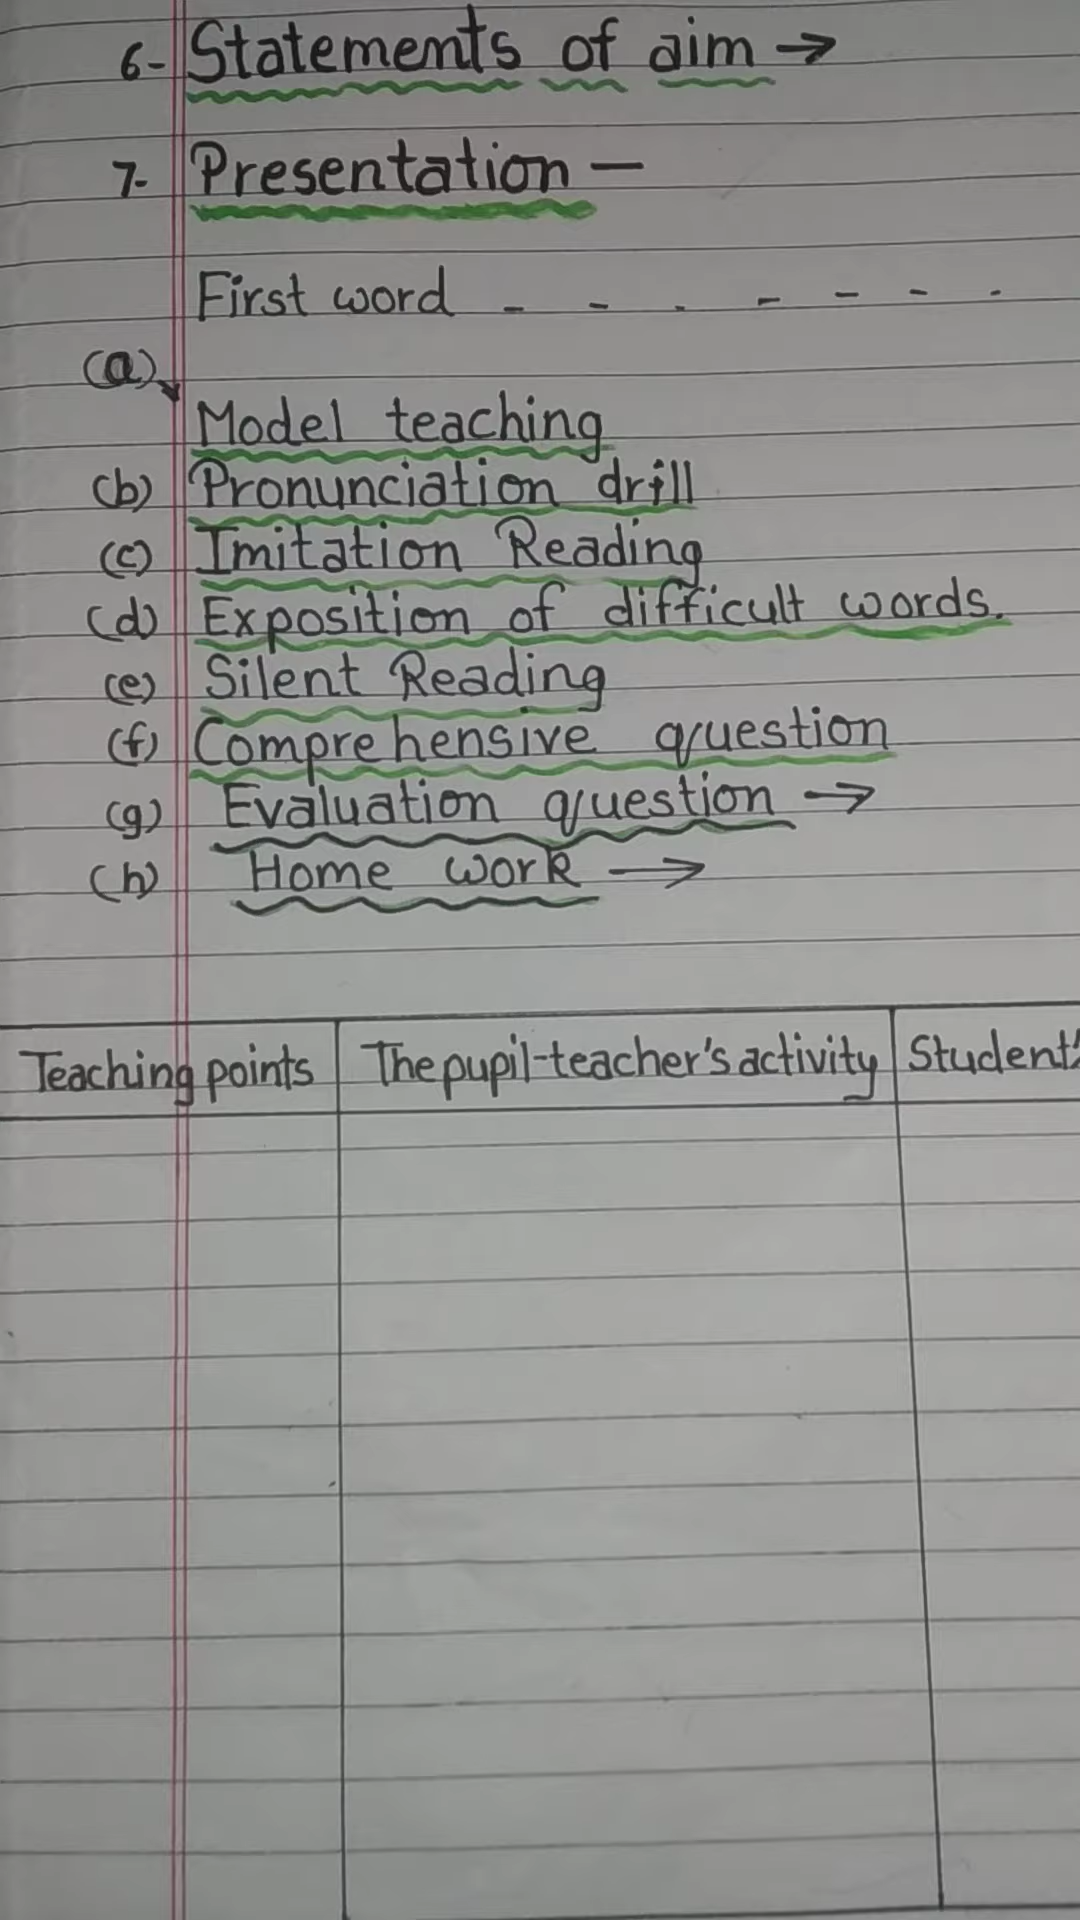 6- Statements of aim →
7- Presentation —
First word - - - - - - -
(a)
Model teaching
(b) Pronunciation drill
(c) Imitation Reading
(d) Exposition of difficult words.
(e) Silent Reading
(f) Comprehensive question
(g) Evaluation question →
(h) Home work →
Teaching points The pupil-teacher's activity Student's